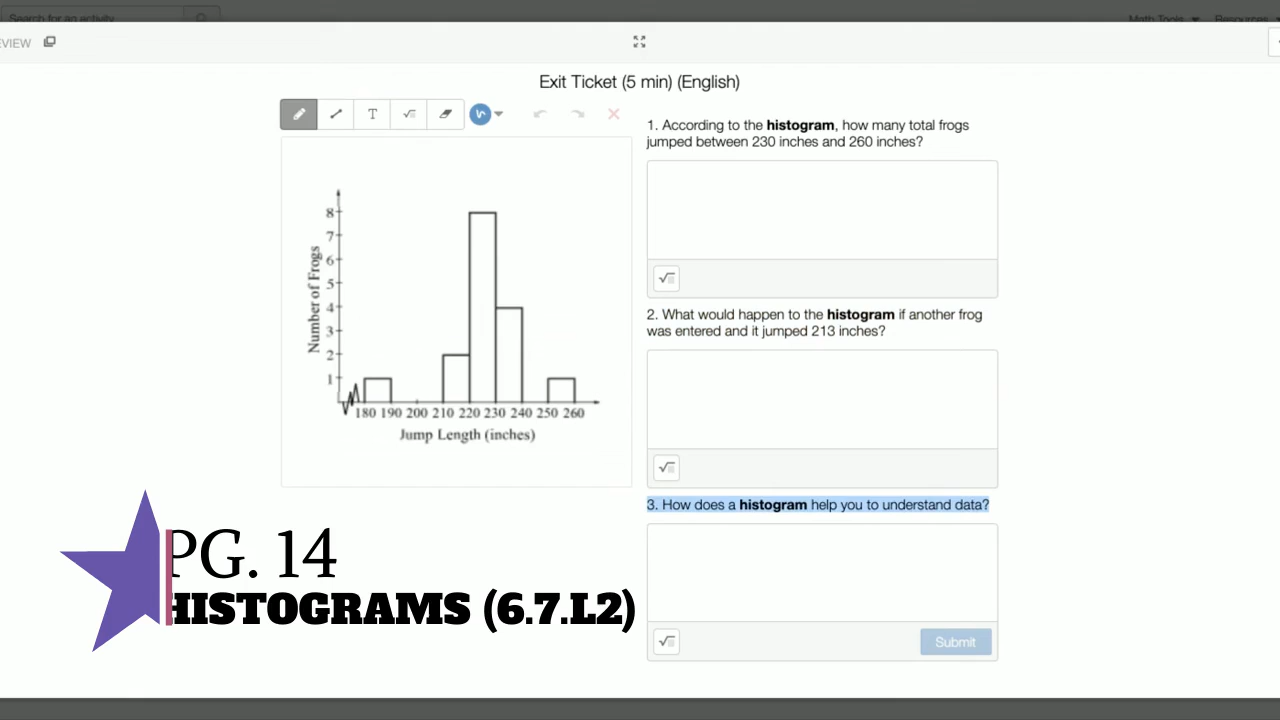 Search for an activity
Math Tools
Resources
VIEW
Exit Ticket (5 min) (English)
T
√
1. According to the histogram, how many total frogs
jumped between 230 inches and 260 inches?
√
8
7
6
5
4
3
2
1
Number of Frogs
180 190 200 210 220 230 240 250 260
Jump Length (inches)
2. What would happen to the histogram if another frog
was entered and it jumped 213 inches?
√
3. How does a histogram help you to understand data?
√
Submit
PG. 14
HISTOGRAMS (6.7.L2)